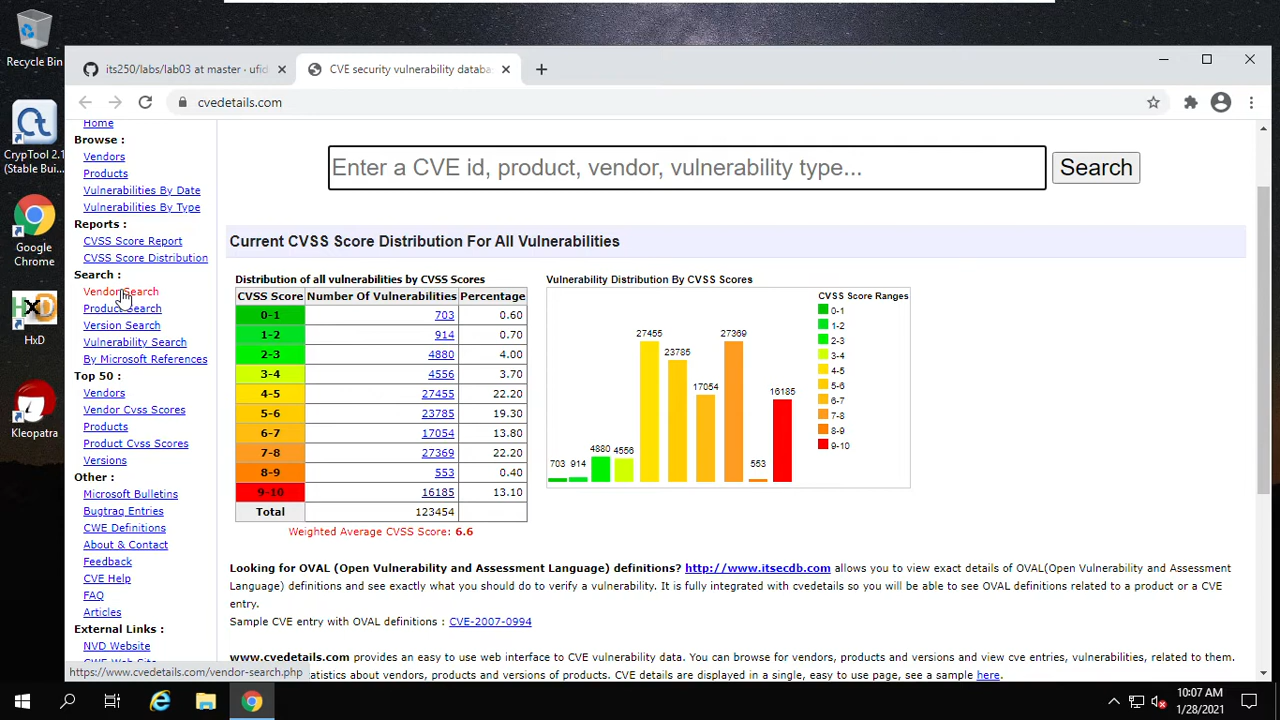 Recycle Bin
CrypTool 2.1
(Stable Bui...
Google
Chrome
HxD
Kleopatra
its250/labs/lab03 at master · ufid
CVE security vulnerability databa
cvedetails.com
Home
Browse :
Vendors
Products
Vulnerabilities By Date
Vulnerabilities By Type
Reports :
CVSS Score Report
CVSS Score Distribution
Search :
Vendor Search
Product Search
Version Search
Vulnerability Search
By Microsoft References
Top 50 :
Vendors
Vendor Cvss Scores
Products
Product Cvss Scores
Versions
Other :
Microsoft Bulletins
Bugtraq Entries
CWE Definitions
About & Contact
Feedback
CVE Help
FAQ
Articles
External Links :
NVD Website
CWE Web Site
https://www.cvedetails.com/vendor-search.php
Enter a CVE id, product, vendor, vulnerability type...
Search
Current CVSS Score Distribution For All Vulnerabilities
Distribution of all vulnerabilities by CVSS Scores
CVSS Score Number Of Vulnerabilities Percentage
0-1 703 0.60
1-2 914 0.70
2-3 4880 4.00
3-4 4556 3.70
4-5 27455 22.20
5-6 23785 19.30
6-7 17054 13.80
7-8 27369 22.20
8-9 553 0.40
9-10 16185 13.10
Total 123454
Weighted Average CVSS Score: 6.6
Vulnerability Distribution By CVSS Scores
703 914 4880 4556 27455 23785 17054 27369 553 16185
CVSS Score Ranges
0-1
1-2
2-3
3-4
4-5
5-6
6-7
7-8
8-9
9-10
Looking for OVAL (Open Vulnerability and Assessment Language) definitions? http://www.itsecdb.com allows you to view exact details of OVAL(Open Vulnerability and Assessment
Language) definitions and see exactly what you should do to verify a vulnerability. It is fully integrated with cvedetails so you will be able to see OVAL definitions related to a product or a CVE
entry.
Sample CVE entry with OVAL definitions : CVE-2007-0994
www.cvedetails.com provides an easy to use web interface to CVE vulnerability data. You can browse for vendors, products and versions and view cve entries, vulnerabilities, related to them.
statistics about vendors, products and versions of products. CVE details are displayed in a single, easy to use page, see a sample here.
10:07 AM
1/28/2021